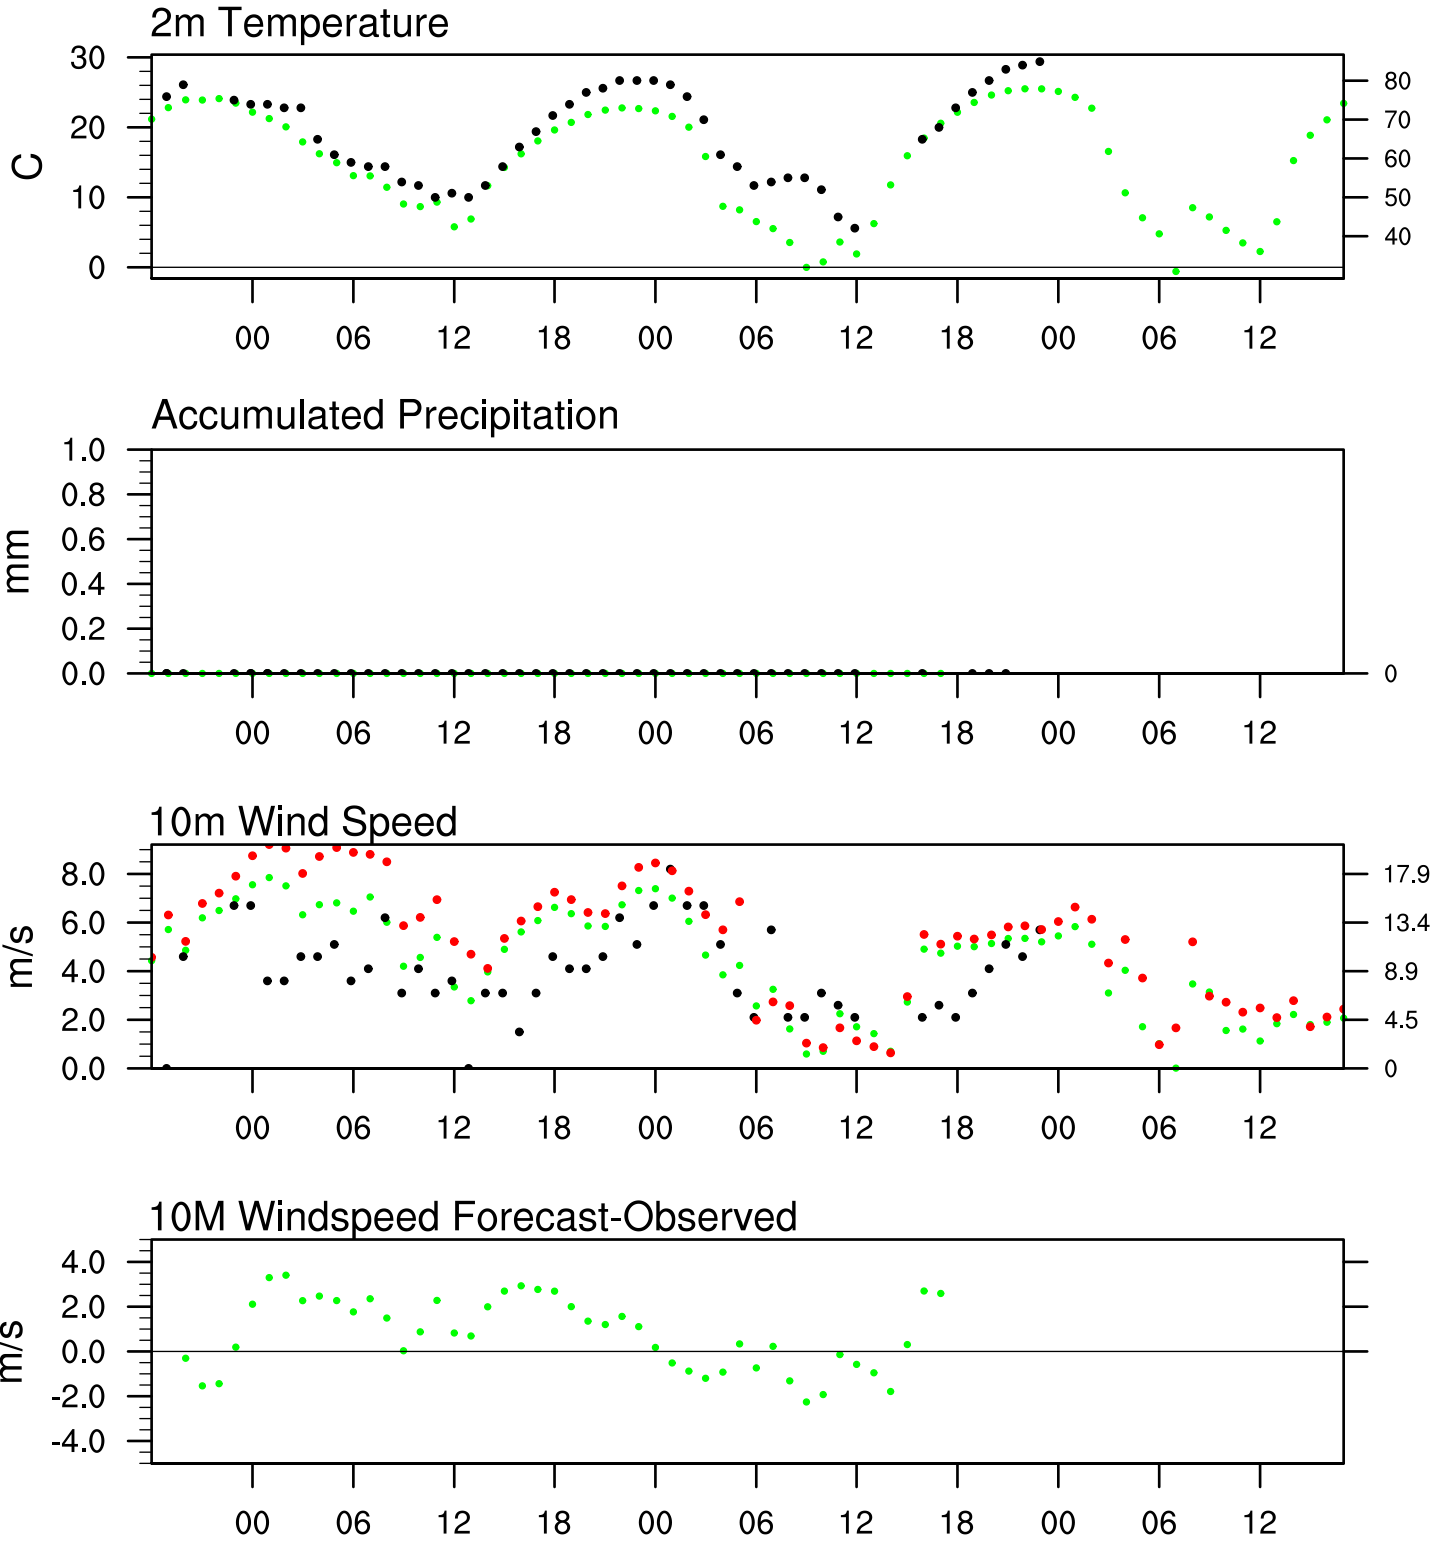 2m Temperature
30
20
10
0
C
80
70
60
50
40
00 06 12 18 00 06 12 18 00 06 12
Accumulated Precipitation
1.0
0.8
0.6
0.4
0.2
0.0
mm
0
00 06 12 18 00 06 12 18 00 06 12
10m Wind Speed
8.0
6.0
4.0
2.0
0.0
m/s
17.9
13.4
8.9
4.5
0
00 06 12 18 00 06 12 18 00 06 12
10M Windspeed Forecast-Observed
4.0
2.0
0.0
-2.0
-4.0
m/s
00 06 12 18 00 06 12 18 00 06 12